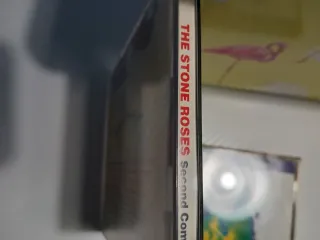 THE STONE ROSES Second Com